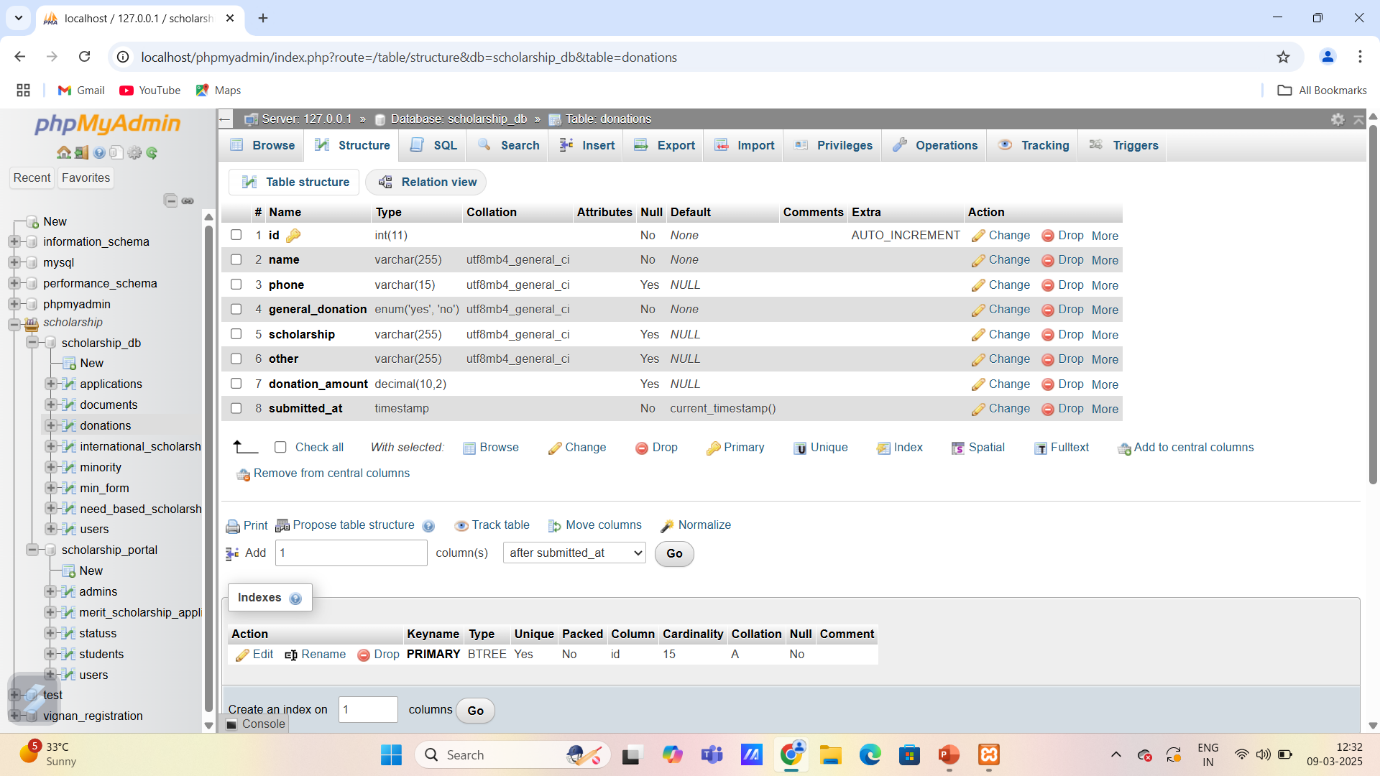 localhost / 127.0.0.1 / scholarsh
localhost/phpmyadmin/index.php?route=/table/structure&db=scholarship_db&table=donations
Gmail YouTube Maps All Bookmarks
phpMyAdmin
Recent Favorites
New
information_schema
mysql
performance_schema
phpmyadmin
scholarship
scholarship_db
New
applications
documents
donations
international_scholarsh
minority
min_form
need_based_scholarsh
users
scholarship_portal
New
admins
merit_scholarship_appli
statuss
students
users
test
vignan_registration
Server: 127.0.0.1 » Database: scholarship_db » Table: donations
Browse Structure SQL Search Insert Export Import Privileges Operations Tracking Triggers
Table structure Relation view
# Name Type Collation Attributes Null Default Comments Extra Action
1 id int(11) No None AUTO_INCREMENT Change Drop More
2 name varchar(255) utf8mb4_general_ci No None Change Drop More
3 phone varchar(15) utf8mb4_general_ci Yes NULL Change Drop More
4 general_donation enum('yes', 'no') utf8mb4_general_ci No None Change Drop More
5 scholarship varchar(255) utf8mb4_general_ci Yes NULL Change Drop More
6 other varchar(255) utf8mb4_general_ci Yes NULL Change Drop More
7 donation_amount decimal(10,2) Yes NULL Change Drop More
8 submitted_at timestamp No current_timestamp() Change Drop More
Check all With selected: Browse Change Drop Primary Unique Index Spatial Fulltext Add to central columns
Remove from central columns
Print Propose table structure Track table Move columns Normalize
Add 1 column(s) after submitted_at Go
Indexes
Action Keyname Type Unique Packed Column Cardinality Collation Null Comment
Edit Rename Drop PRIMARY BTREE Yes No id 15 A No
Create an index on 1 columns Go
Console
5 33°C
Sunny
Search
ENG
IN
12:32
09-03-2025